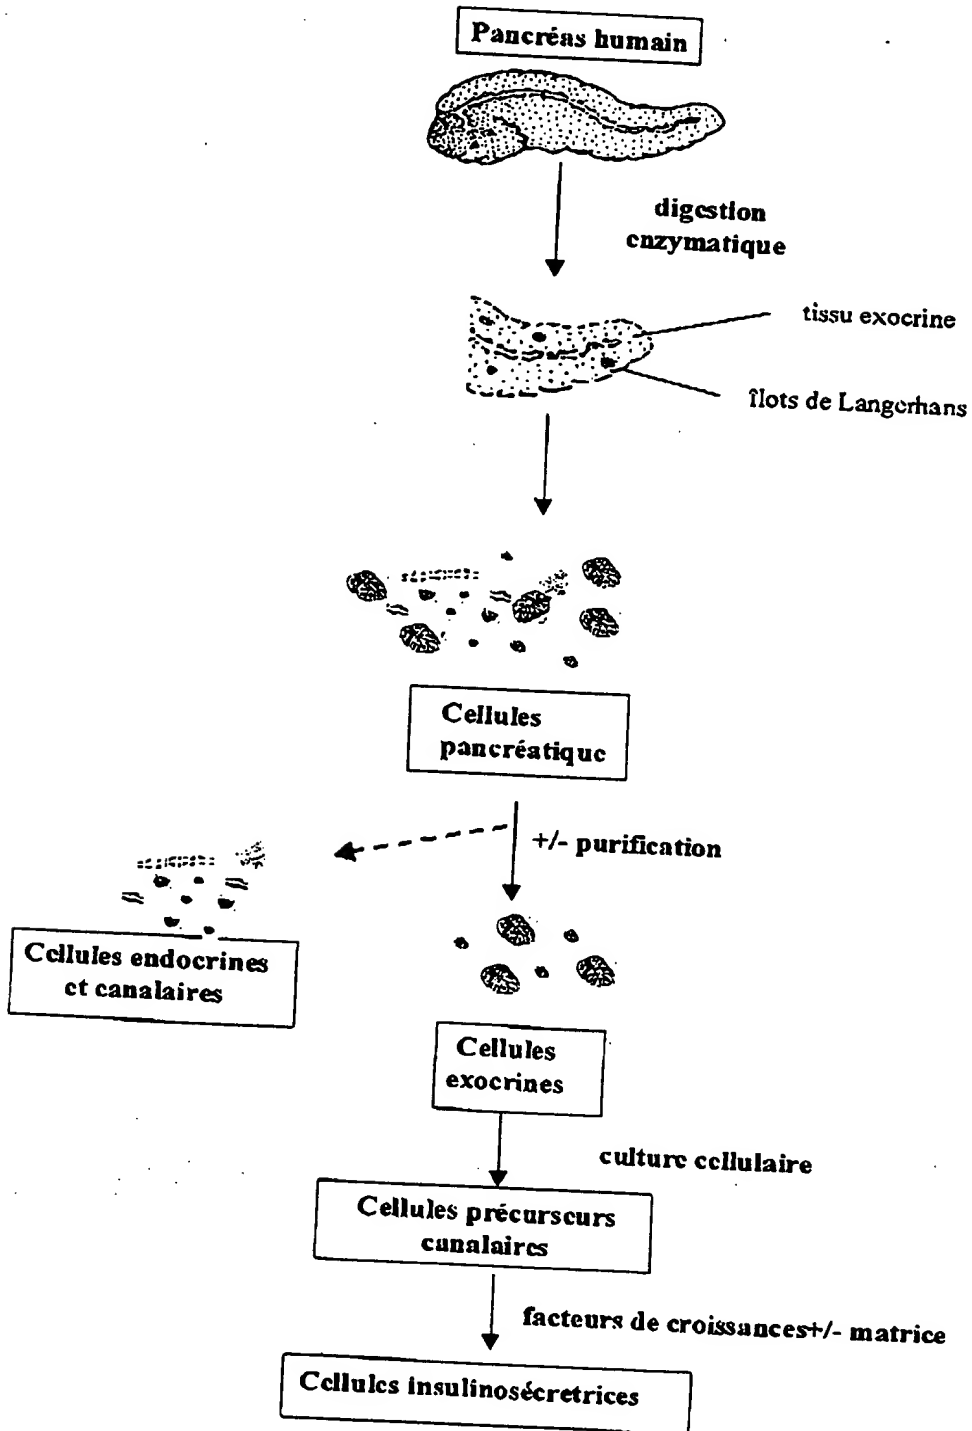 Pancréas humain
digestion
enzymatique
tissu exocrine
îlots de Langerhans
Cellules
pancréatique
+/- purification
Cellules endocrines
et canalaires
Cellules
exocrines
culture cellulaire
Cellules précurseurs
canalaires
facteurs de croissances+/- matrice
Cellules insulinosécretrices